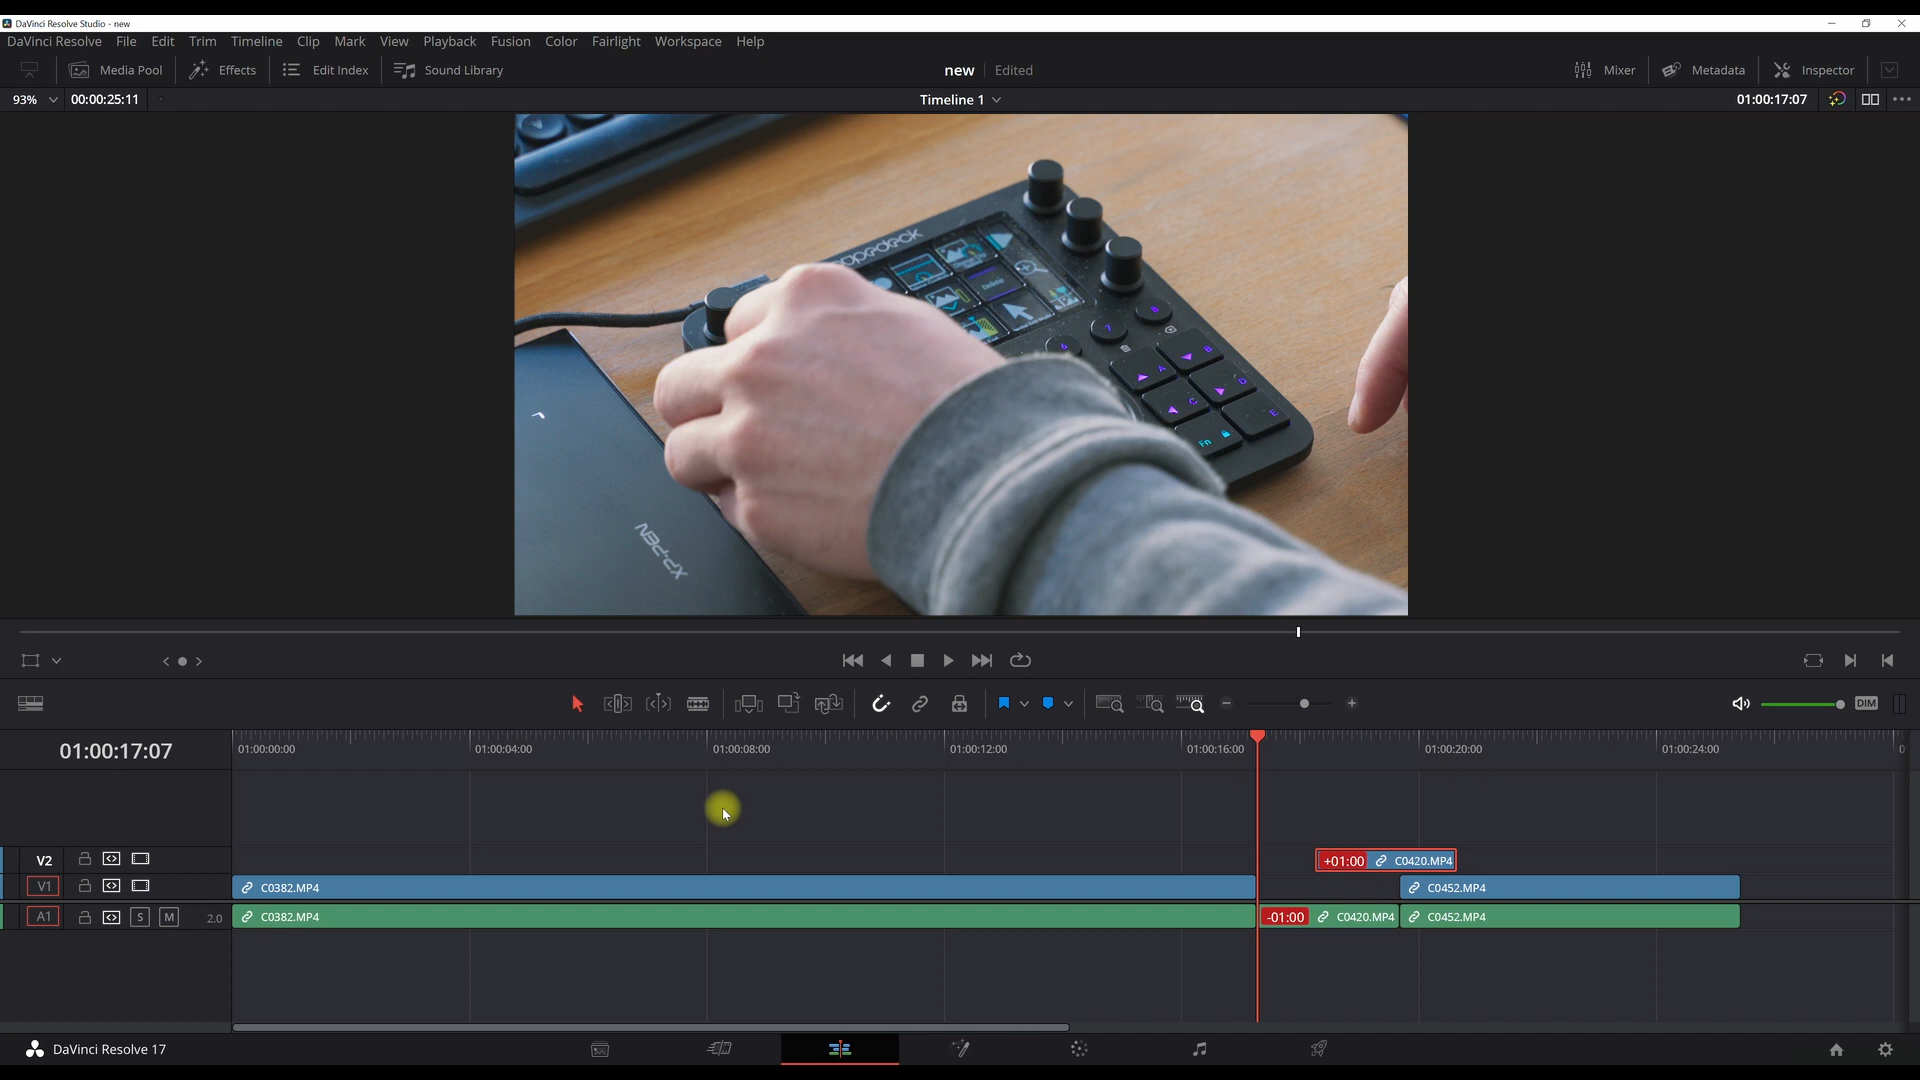 DaVinci Resolve Studio - new
DaVinci Resolve File Edit Trim Timeline Clip Mark View Playback Fusion Color Fairlight Workspace Help
Media Pool Effects Edit Index Sound Library new Edited Mixer Metadata Inspector
93% 00:00:25:11 Timeline 1 01:00:17:07
XP-PEN
B
A
D
C
E
Fn
DIM
01:00:17:07 01:00:00:00 01:00:04:00 01:00:08:00 01:00:12:00 01:00:16:00 01:00:20:00 01:00:24:00
V2 +01:00 C0420.MP4
V1 C0382.MP4 C0452.MP4
A1 S M 2.0 C0382.MP4 -01:00 C0420.MP4 C0452.MP4
DaVinci Resolve 17